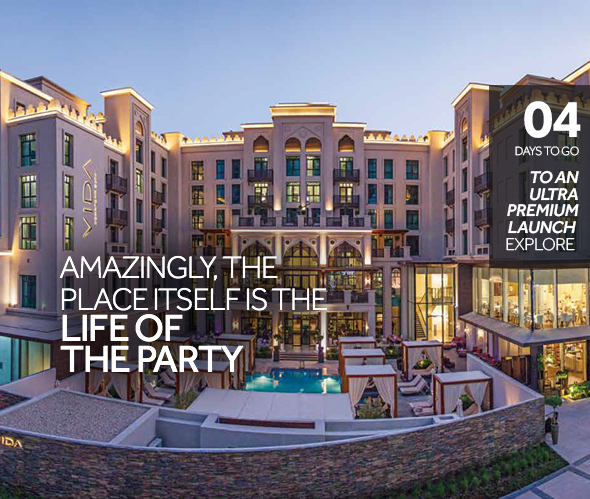 VIDA
04
DAYS TO GO
TO AN
ULTRA
PREMIUM
LAUNCH
EXPLORE
AMAZINGLY, THE
PLACE ITSELF IS THE
LIFE OF
THE PARTY
VIDA